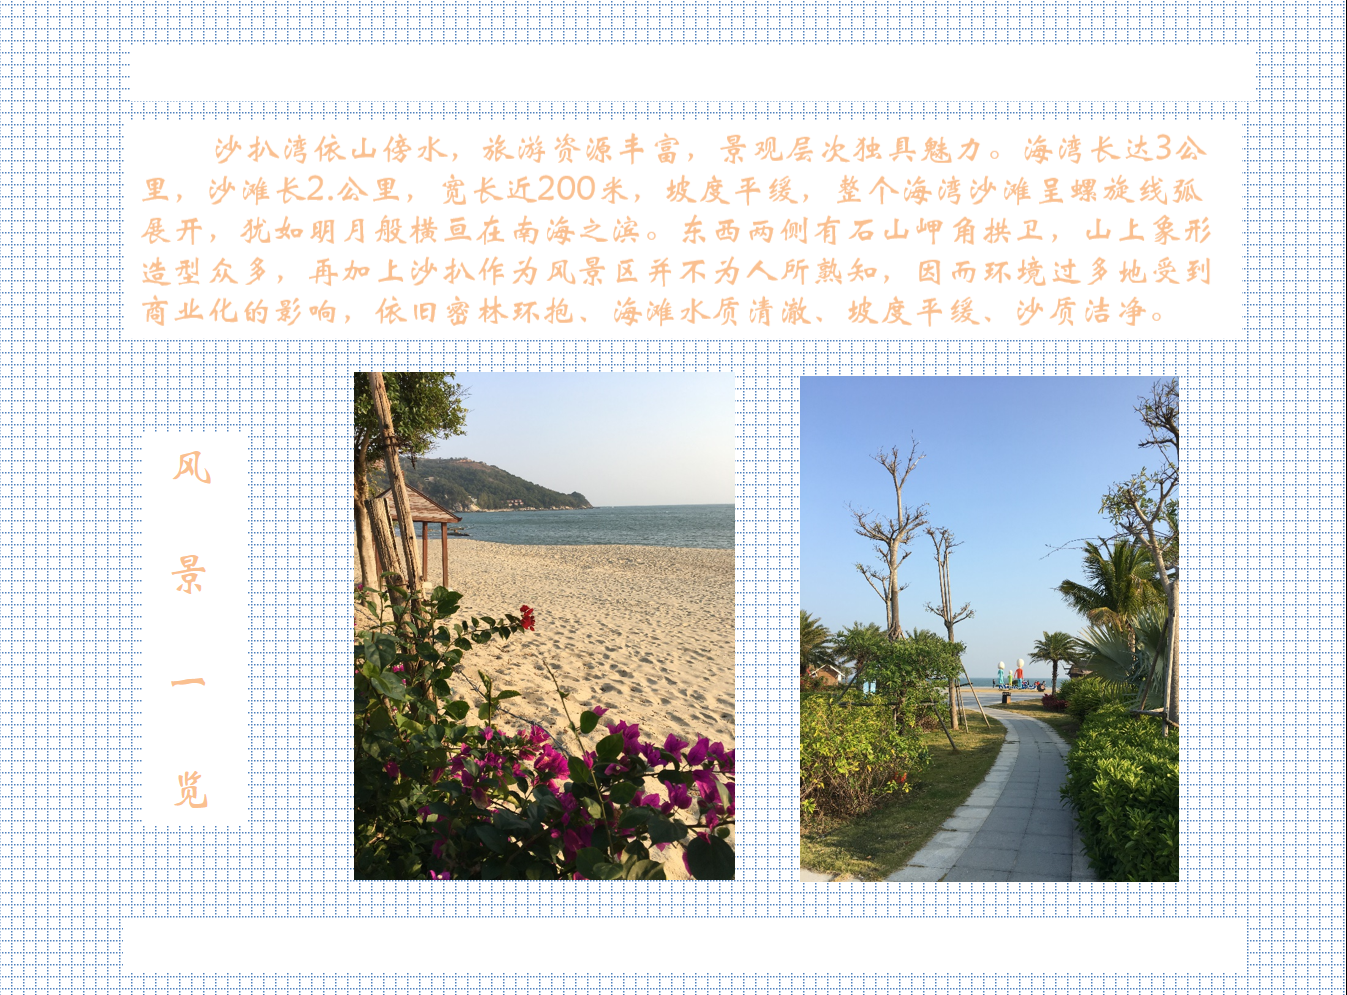 沙扒湾依山傍水，旅游资源丰富，景观层次独具魅力。海湾长达3公
里，沙滩长2.公里，宽长近200米，坡度平缓，整个海湾沙滩呈螺旋线弧
展开，犹如明月般横亘在南海之滨。东西两侧有石山岬角拱卫，山上象形
造型众多，再加上沙扒作为风景区并不为人所熟知，因而环境过多地受到
商业化的影响，依旧密林环抱、海滩水质清澈、坡度平缓、沙质洁净。
风
景
一
览